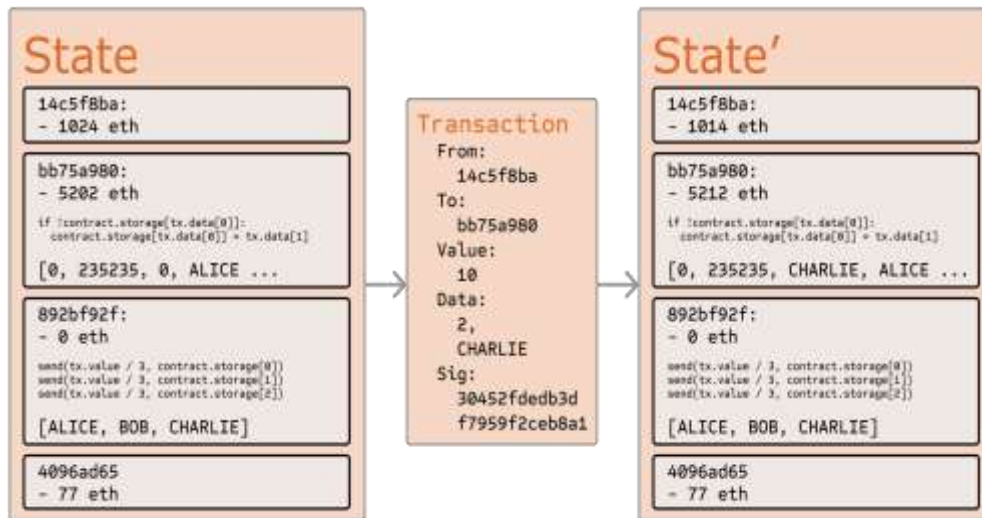 State
14c5f8ba:
- 1024 eth
bb75a980:
- 5202 eth
if !contract.storage[tx.data[0]]:
contract.storage[tx.data[0]] = tx.data[1]
[0, 235235, 0, ALICE ...
892bf92f:
- 0 eth
send(tx.value / 3, contract.storage[0])
send(tx.value / 3, contract.storage[1])
send(tx.value / 3, contract.storage[2])
[ALICE, BOB, CHARLIE]
4096ad65
- 77 eth
Transaction
From:
14c5f8ba
To:
bb75a980
Value:
10
Data:
2,
CHARLIE
Sig:
30452fdedb3d
f7959f2ceb8a1
State’
14c5f8ba:
- 1014 eth
bb75a980:
- 5212 eth
if !contract.storage[tx.data[0]]:
contract.storage[tx.data[0]] = tx.data[1]
[0, 235235, CHARLIE, ALICE ...
892bf92f:
- 0 eth
send(tx.value / 3, contract.storage[0])
send(tx.value / 3, contract.storage[1])
send(tx.value / 3, contract.storage[2])
[ALICE, BOB, CHARLIE]
4096ad65
- 77 eth